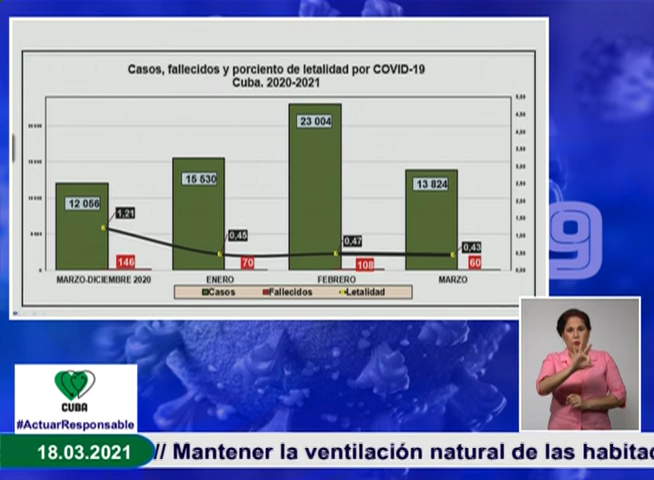 Casos, fallecidos y porciento de letalidad por COVID-19
Cuba. 2020-2021
23 004
15 530
13 824
12 056
1,21
0,45
0,47
0,43
146
70
108
60
MARZO-DICIEMBRE 2020 ENERO FEBRERO MARZO
Casos Fallecidos Letalidad
9
CUBA
#ActuarResponsable
18.03.2021 // Mantener la ventilación natural de las habitac